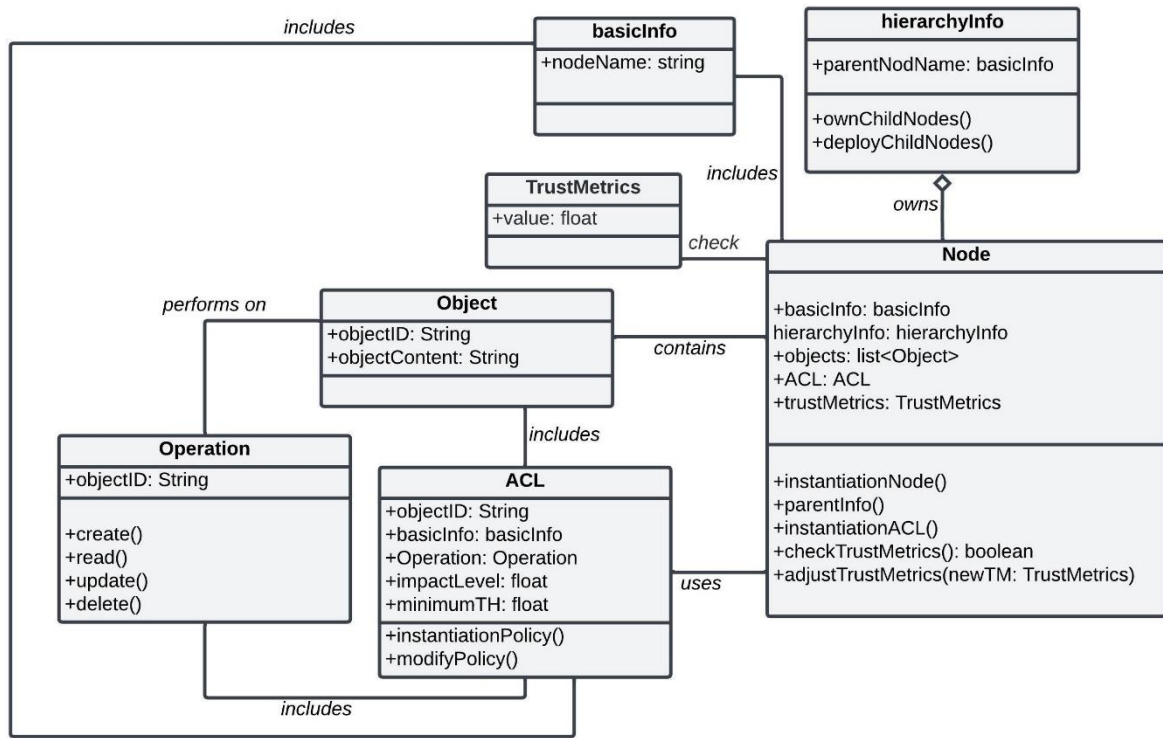 includes
basicInfo
+nodeName: string
hierarchyInfo
+parentNodName: basicInfo
+ownChildNodes()
+deployChildNodes()
includes
owns
TrustMetrics
+value: float
check
Node
+basicInfo: basicInfo
hierarchyInfo: hierarchyInfo
+objects: list<Object>
+ACL: ACL
+trustMetrics: TrustMetrics
+instantiationNode()
+parentInfo()
+instantiationACL()
+checkTrustMetrics(): boolean
+adjustTrustMetrics(newTM: TrustMetrics)
performs on
Object
+objectID: String
+objectContent: String
contains
includes
Operation
+objectID: String
+create()
+read()
+update()
+delete()
ACL
+objectID: String
+basicInfo: basicInfo
+Operation: Operation
+impactLevel: float
+minimumTH: float
+instantiationPolicy()
+modifyPolicy()
uses
includes